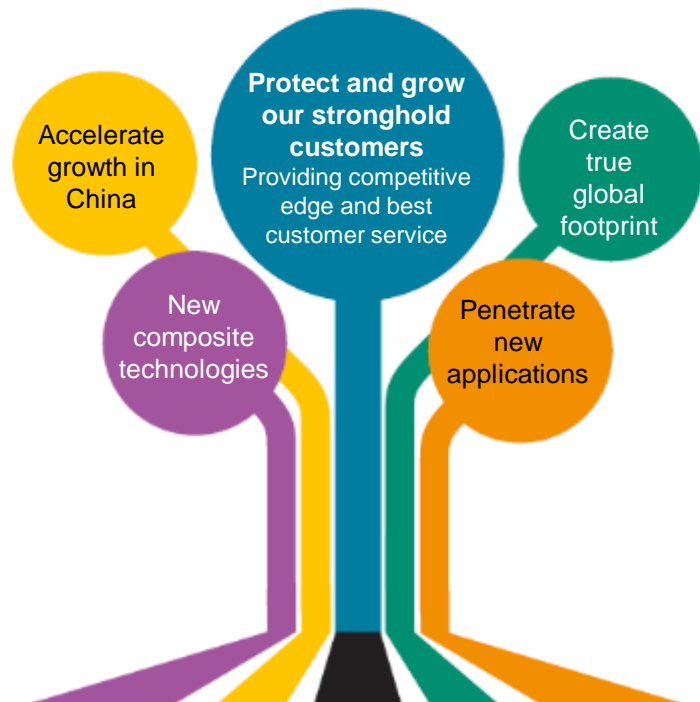 Protect and grow
our stronghold
customers
Providing competitive
edge and best
customer service
Accelerate
growth in
China
Create
true
global
footprint
New
composite
technologies
Penetrate
new
applications